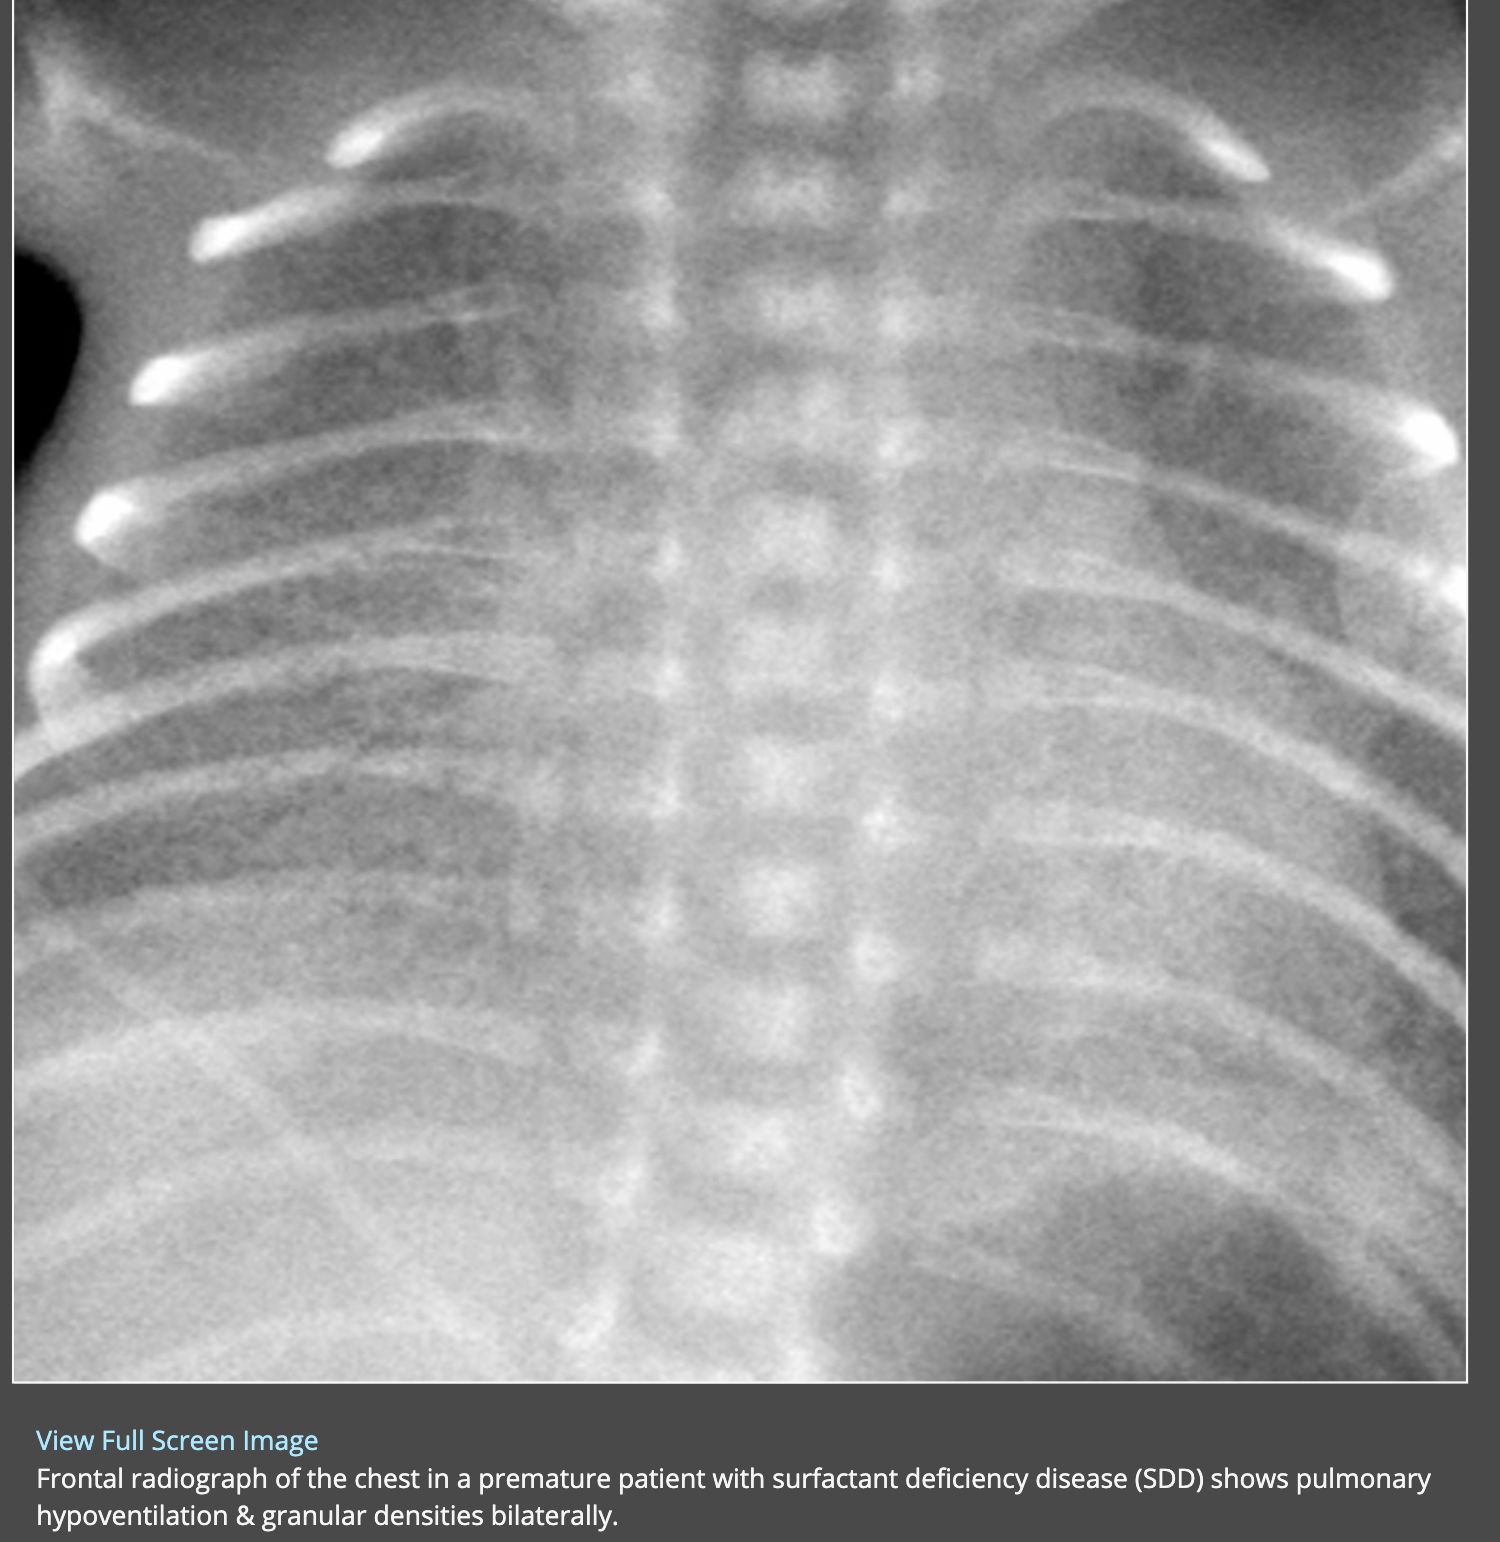 View Full Screen Image
Frontal radiograph of the chest in a premature patient with surfactant deficiency disease (SDD) shows pulmonary
hypoventilation & granular densities bilaterally.